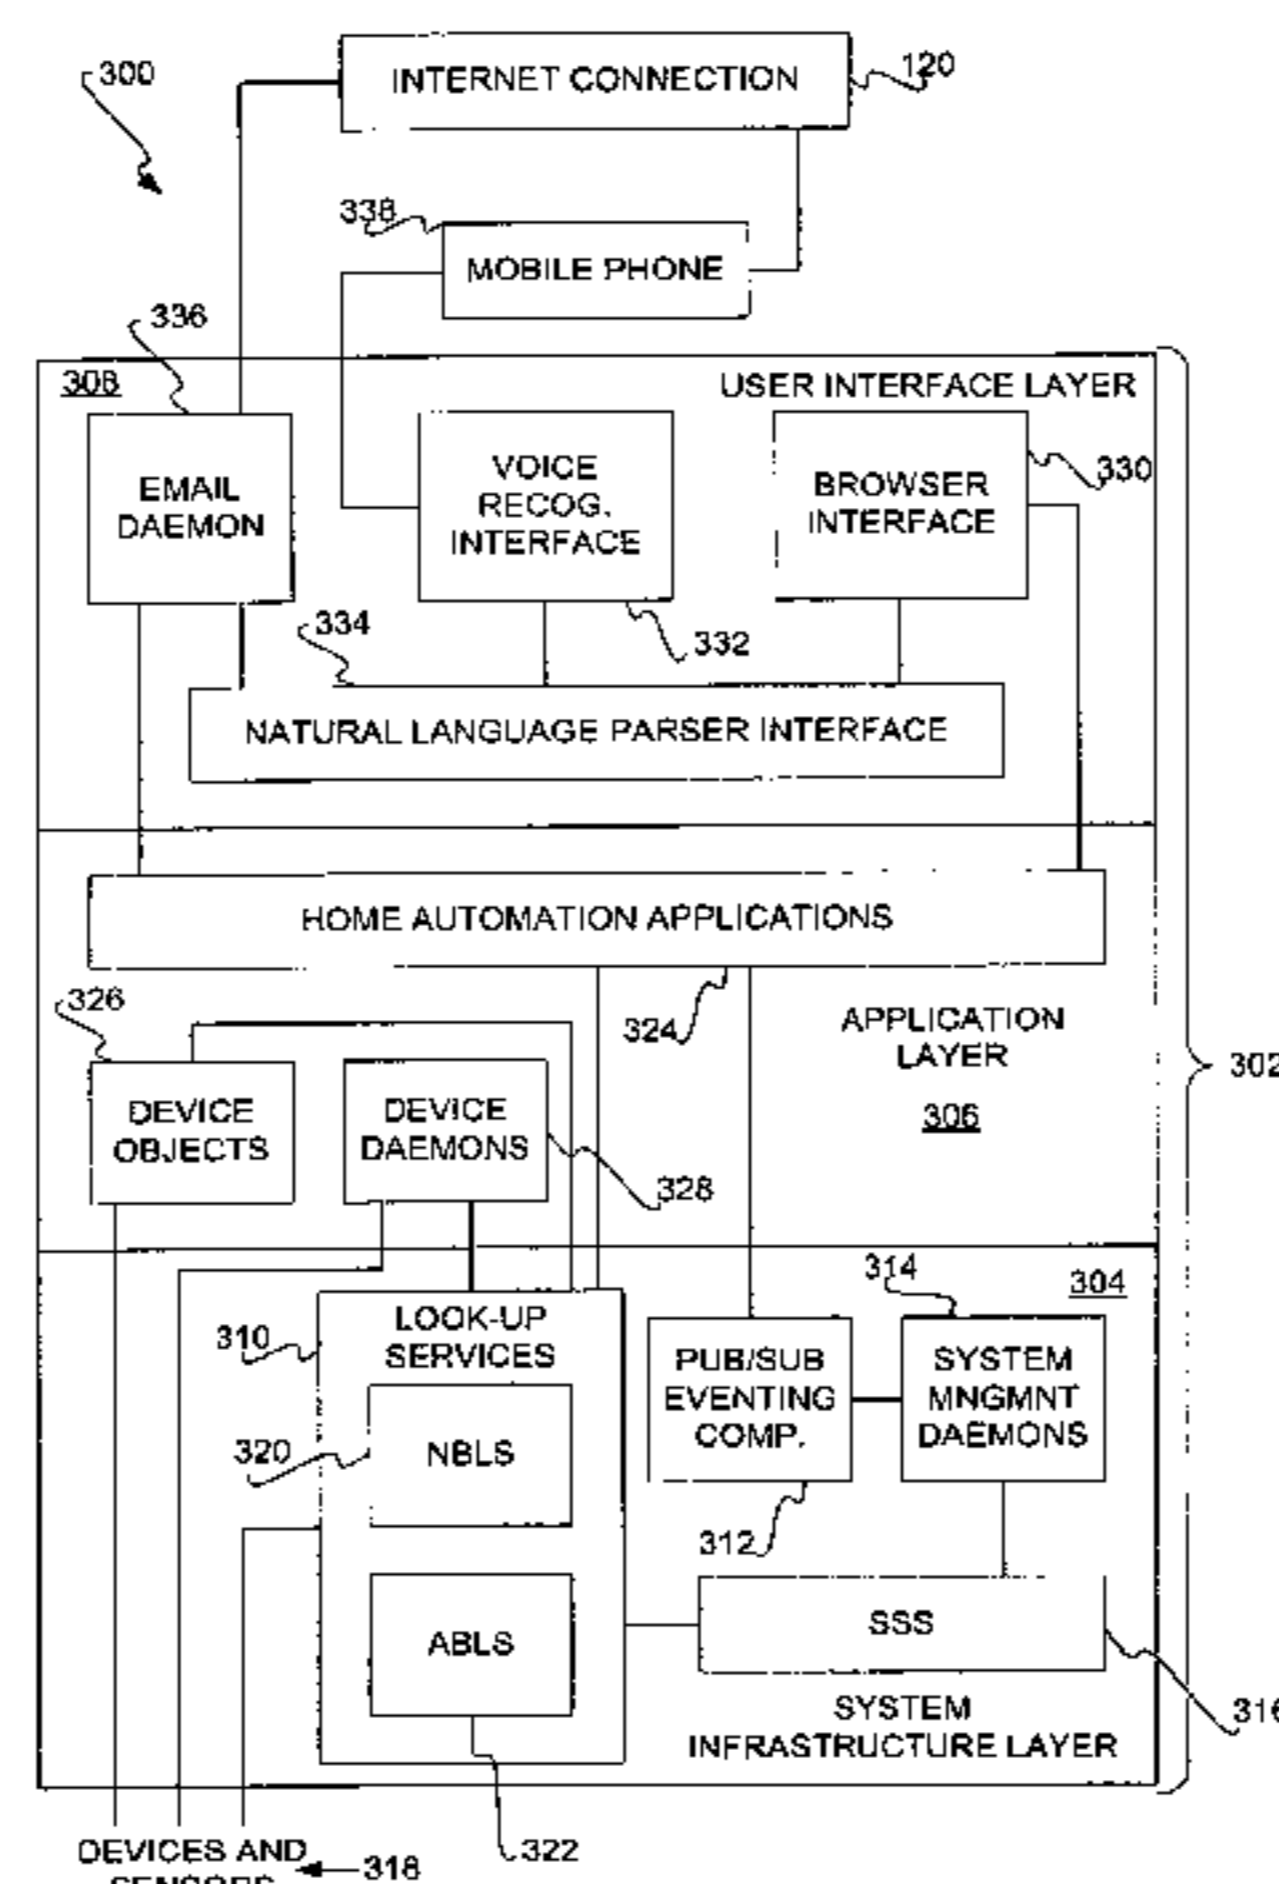 300
INTERNET CONNECTION
120
338
MOBILE PHONE
336
308
USER INTERFACE LAYER
EMAIL
DAEMON
VOICE
RECOG.
INTERFACE
BROWSER
INTERFACE
330
334
332
NATURAL LANGUAGE PARSER INTERFACE
HOME AUTOMATION APPLICATIONS
326
324
APPLICATION
LAYER
306
302
DEVICE
OBJECTS
DEVICE
DAEMONS
328
314
304
310
LOOK-UP
SERVICES
PUB/SUB
EVENTING
COMP.
SYSTEM
MNGMNT
DAEMONS
320
NBLS
312
ABLS
SSS
316
SYSTEM
INFRASTRUCTURE LAYER
322
DEVICES AND
SENSORS
318